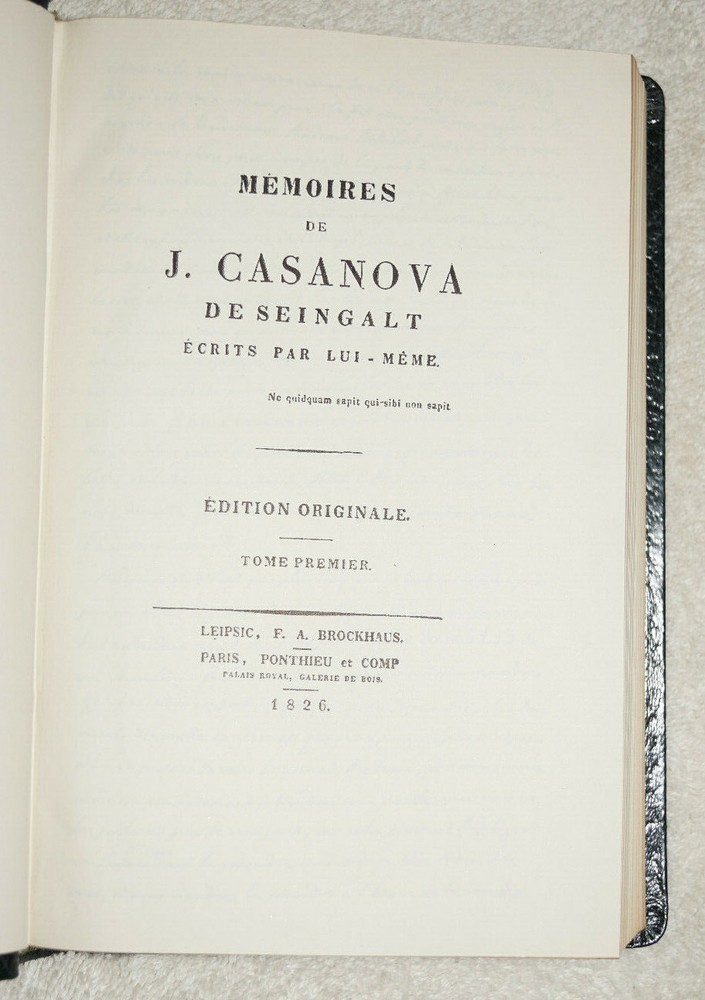 MÉMOIRES
DE
J. CASANOVA
DE SEINGALT
ÉCRITS PAR LUI - MÊME.
Ne quidquam sapit qui-sibi non sapit
ÉDITION ORIGINALE.
TOME PREMIER.
LEIPSIC, F. A. BROCKHAUS.
PARIS, PONTHIEU et COMP
PALAIS ROYAL, GALERIE DE BOIS.
1826.